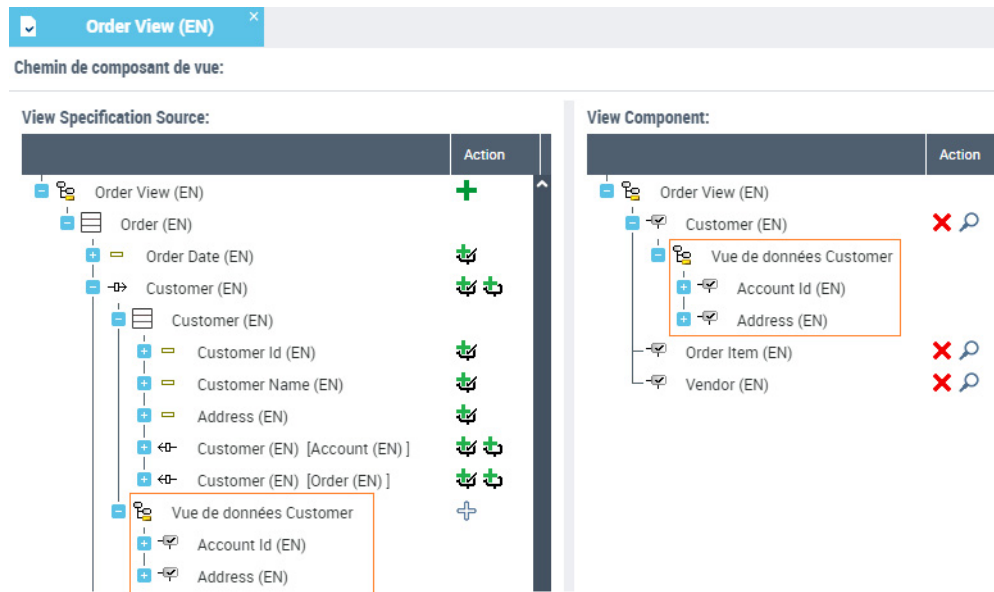 Order View (EN)
Chemin de composant de vue:
View Specification Source:
Action
Order View (EN)
Order (EN)
Order Date (EN)
Customer (EN)
Customer (EN)
Customer Id (EN)
Customer Name (EN)
Address (EN)
Customer (EN) [Account (EN) ]
Customer (EN) [Order (EN) ]
Vue de données Customer
Account Id (EN)
Address (EN)
View Component:
Action
Order View (EN)
Customer (EN)
Vue de données Customer
Account Id (EN)
Address (EN)
Order Item (EN)
Vendor (EN)